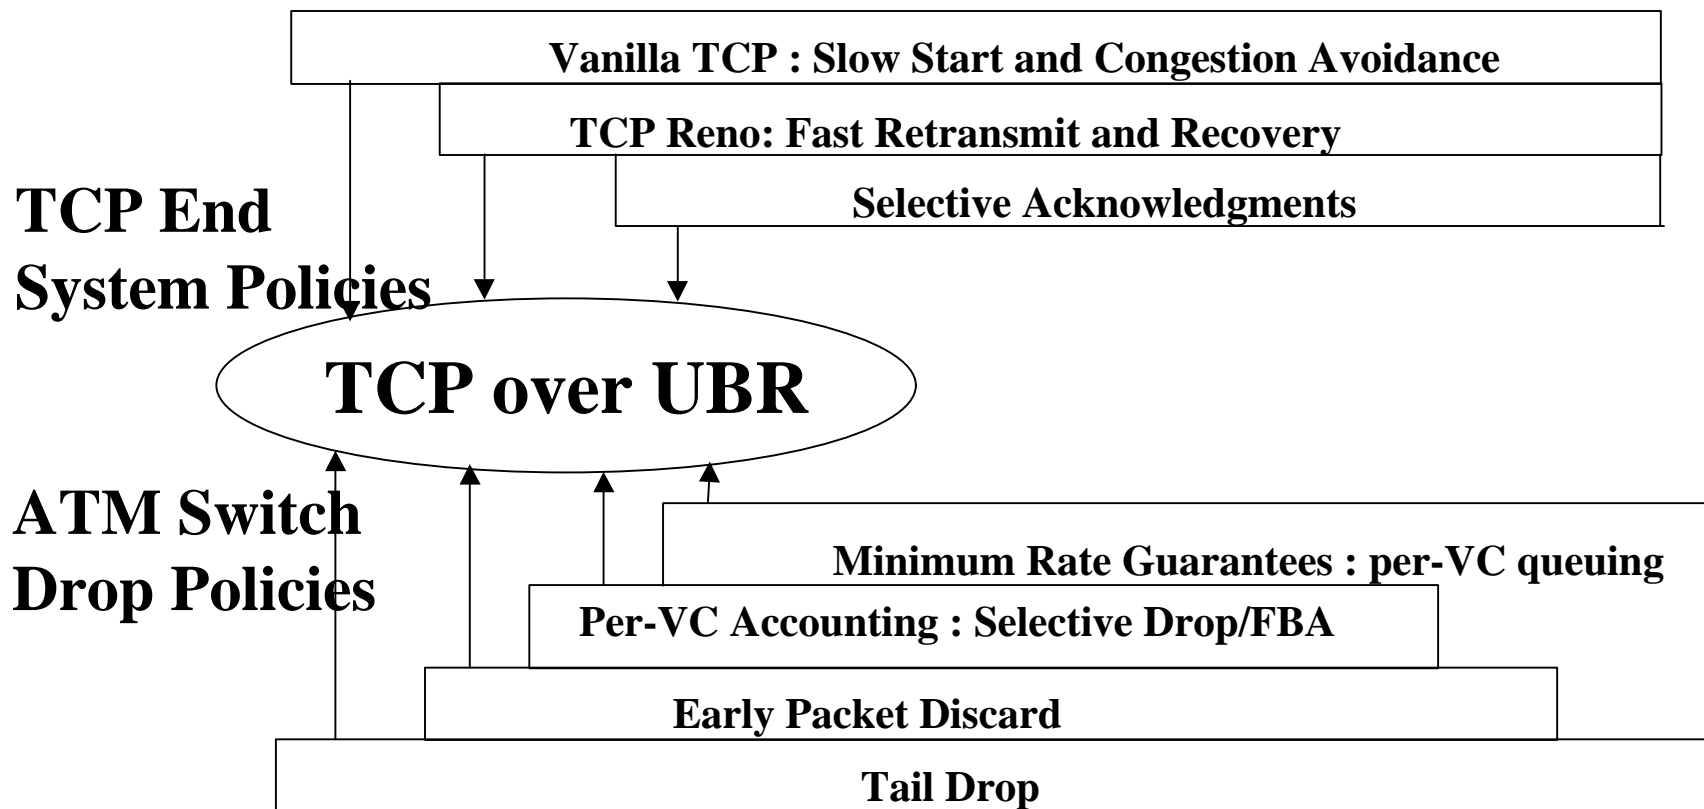 Vanilla TCP : Slow Start and Congestion Avoidance
TCP Reno: Fast Retransmit and Recovery
Selective Acknowledgments
TCP End
System Policies
TCP over UBR
ATM Switch
Drop Policies
Minimum Rate Guarantees : per-VC queuing
Per-VC Accounting : Selective Drop/FBA
Early Packet Discard
Tail Drop